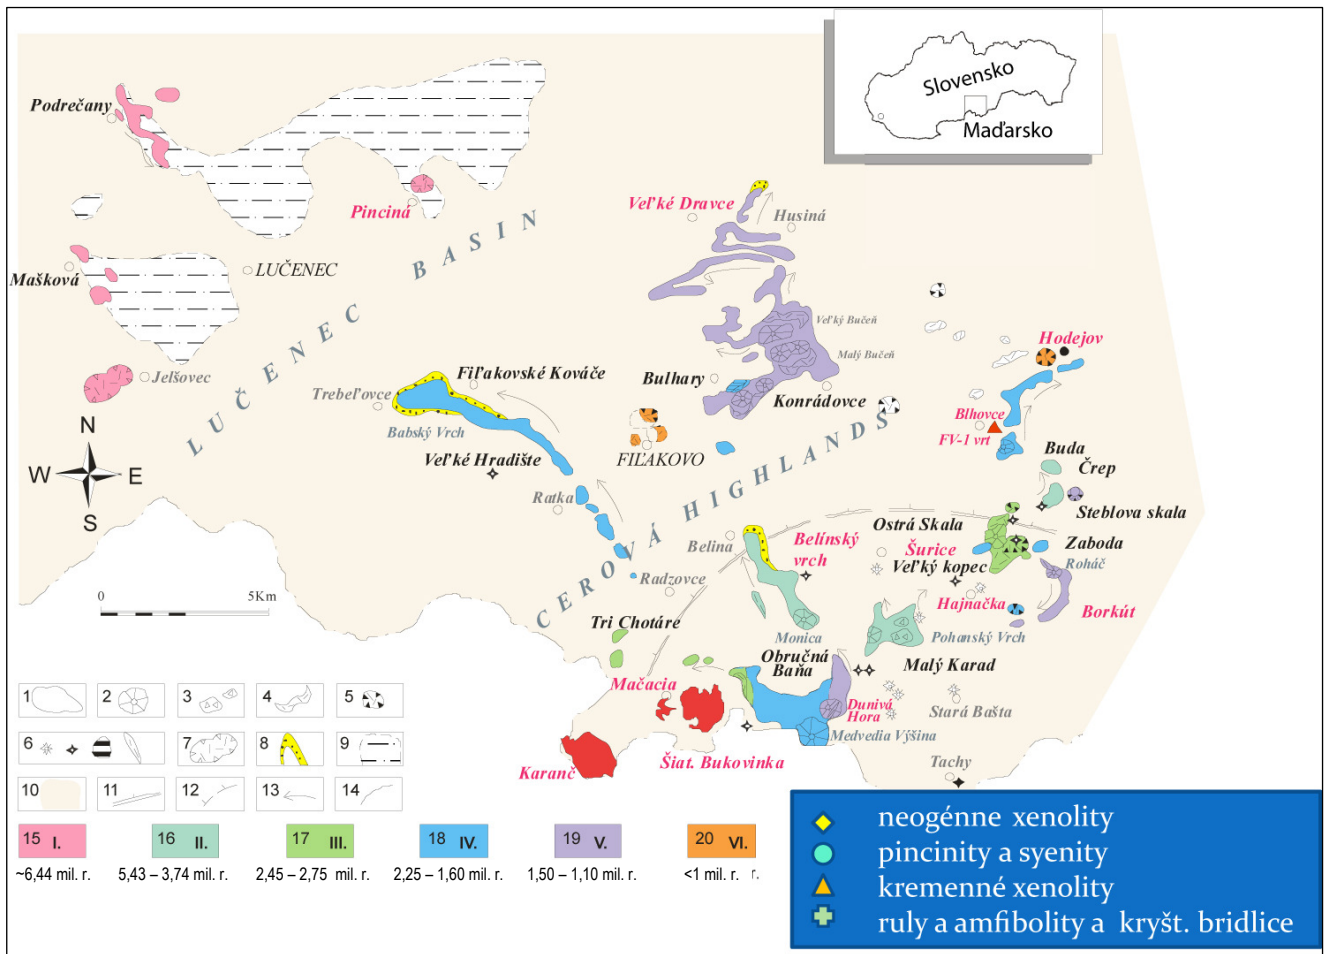 Slovensko
Maďarsko
Podrečany
Pinciná
Veľké Dravce
Husiná
LUČENEC BASIN
Mašková
LUČENEC
Veľký Bučeň
Malý Bučeň
Hodejov
Jelšovec
Fiľakovské Kováče
Trebeľovce
Bulhary
Konrádovce
Blhovce
FV-1 vrt
Babský Vrch
FIĽAKOVO
Veľké Hradište
Buda
Črep
Ratka
CEROVÁ HIGHLANDS
Steblova skala
Ostrá Skala
Belina
Belínský
vrch
Šurice
Zaboda
Veľký kopec
Roháč
Radzovce
Hajnačka
Borkút
Tri Chotáre
Monica
Pohanský Vrch
Obručná
Baňa
Malý Karad
Mačacia
Dunivá
Hora
Stará Bašta
Medvedia Výšina
Šiat. Bukovinka
Karanč
Tachy
N
W E
S
0 5Km
1 2 3 4 5
6 7 8 9
10 11 12 13 14
15 I. 16 II. 17 III. 18 IV. 19 V. 20 VI.
~6,44 mil. r. 5,43 – 3,74 mil. r. 2,45 – 2,75 mil. r. 2,25 – 1,60 mil. r. 1,50 – 1,10 mil. r. <1 mil. r. r.
neogénne xenolity
pincinity a syenity
kremenné xenolity
ruly a amfibolity a kryšt. bridlice